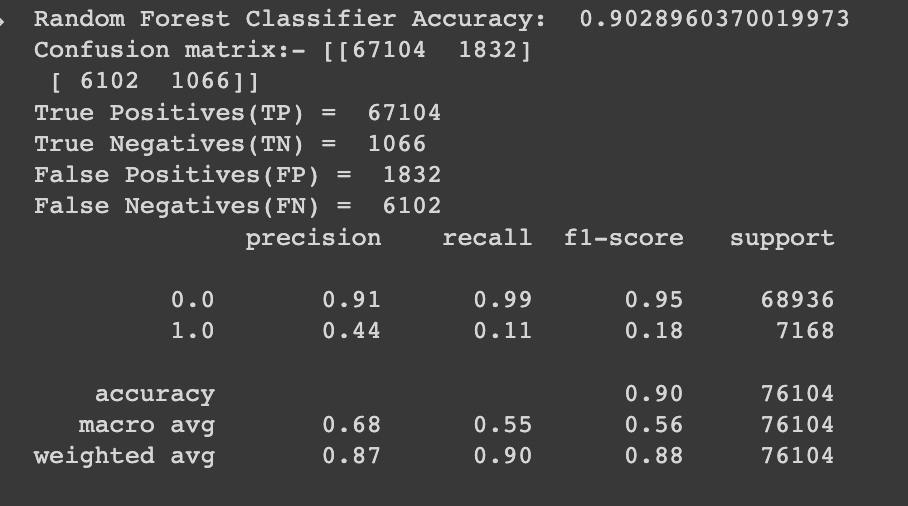 Random Forest Classifier Accuracy:  0.9028960370019973
Confusion matrix:- [[67104  1832]
 [ 6102  1066]]
True Positives(TP) =  67104
True Negatives(TN) =  1066
False Positives(FP) =  1832
False Negatives(FN) =  6102
              precision    recall  f1-score   support

         0.0       0.91      0.99      0.95     68936
         1.0       0.44      0.11      0.18      7168

    accuracy                           0.90     76104
   macro avg       0.68      0.55      0.56     76104
weighted avg       0.87      0.90      0.88     76104